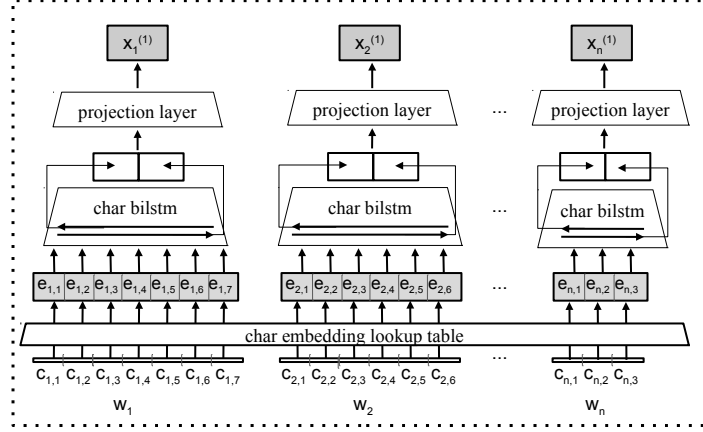 x₁⁽¹⁾ x₂⁽¹⁾ xₙ⁽¹⁾
projection layer projection layer ... projection layer
char bilstm char bilstm ... char bilstm
e₁,₁ e₁,₂ e₁,₃ e₁,₄ e₁,₅ e₁,₆ e₁,₇ e₂,₁ e₂,₂ e₂,₃ e₂,₄ e₂,₅ e₂,₆ ... eₙ,₁ eₙ,₂ eₙ,₃
char embedding lookup table
c₁,₁ c₁,₂ c₁,₃ c₁,₄ c₁,₅ c₁,₆ c₁,₇ c₂,₁ c₂,₂ c₂,₃ c₂,₄ c₂,₅ c₂,₆ ... cₙ,₁ cₙ,₂ cₙ,₃
w₁ w₂ wₙ